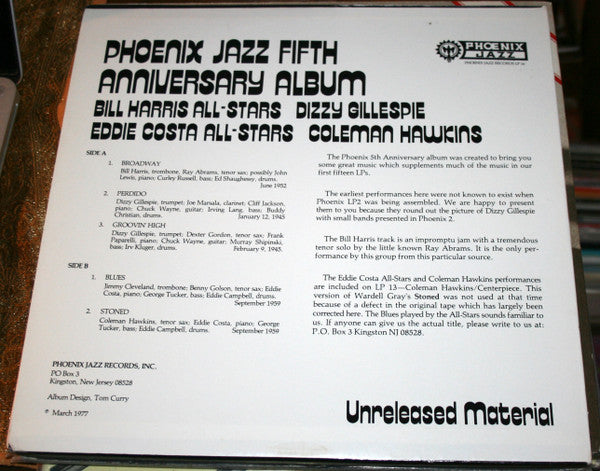 PHOENIX JAZZ FIFTH
ANNIVERSARY ALBUM
BILL HARRIS ALL-STARS DIZZY GILLESPIE
EDDIE COSTA ALL-STARS COLEMAN HAWKINS
PHOENIX
JAZZ
PHOENIX JAZZ RECORDS LP
SIDE A
1. BROADWAY
Bill Harris, trombone, Ray Abrams, tenor sax; possibly John
Lewis, piano; Curley Russell, bass; Ed Shaughnessy, drums.
June 1952
2. PERDIDO
Dizzy Gillespie, trumpet; Joe Marsala, clarinet; Cliff Jackson,
piano; Chuck Wayne, guitar; Irving Lang, bass; Buddy
Christian, drums. January 12, 1945
3. GROOVIN' HIGH
Dizzy Gillespie, trumpet; Dexter Gordon, tenor sax; Frank
Paparelli, piano; Chuck Wayne, guitar; Murray Shipinski,
bass; Irv Kluger, drums. February 9, 1945.
SIDE B
1. BLUES
Jimmy Cleveland, trombone; Benny Golson, tenor sax; Eddie
Costa, piano; George Tucker, bass; Eddie Campbell, drums.
September 1959
2. STONED
Coleman Hawkins, tenor sax; Eddie Costa, piano; George
Tucker, bass; Eddie Campbell, drums. September 1959
The Phoenix 5th Anniversary album was created to bring you
some great music which supplements much of the music in our
first fifteen LPs.
The earliest performances here were not known to exist when
Phoenix LP2 was being assembled. We are happy to present
them to you because they round out the picture of Dizzy Gillespie
with small bands presented in Phoenix 2.
The Bill Harris track is an impromptu jam with a tremendous
tenor solo by the little known Ray Abrams. It is the only per-
formance by this group from this particular source.
The Eddie Costa All-Stars and Coleman Hawkins performances
are included on LP 13—Coleman Hawkins/Centerpiece. This
version of Wardell Gray's Stoned was not used at that time
because of a defect in the original tape which has largely been
corrected here. The Blues played by the All-Stars sounds familiar to
us. If anyone can give us the actual title, please write to us at:
P.O. Box 3 Kingston NJ 08528.
PHOENIX JAZZ RECORDS, INC.
PO Box 3
Kingston, New Jersey 08528
Album Design, Tom Curry
℗ March 1977
Unreleased Material